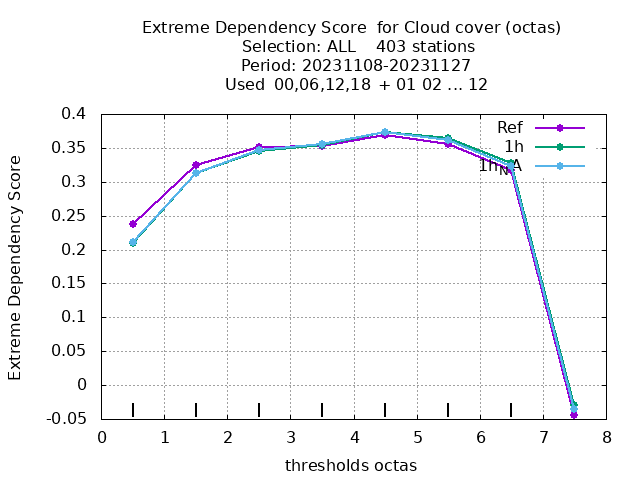 Extreme Dependency Score for Cloud cover (octas)
Selection: ALL 403 stations
Period: 20231108-20231127
Used 00,06,12,18 + 01 02 ... 12
Extreme Dependency Score
0.4
0.35
0.3
0.25
0.2
0.15
0.1
0.05
0
-0.05
Ref
1h
1hNA
0 1 2 3 4 5 6 7 8
thresholds octas